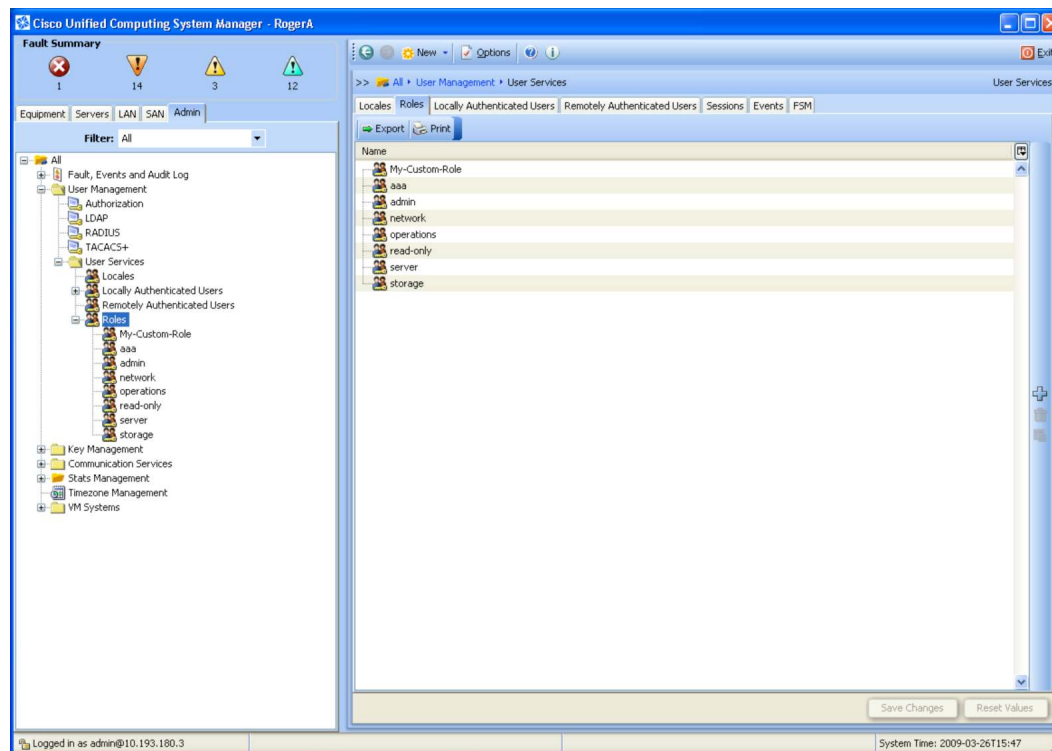 Cisco Unified Computing System Manager - RogerA
Fault Summary
1 14 3 12
Equipment Servers LAN SAN Admin
Filter: All
All
Fault, Events and Audit Log
User Management
Authorization
LDAP
RADIUS
TACACS+
User Services
Locales
Locally Authenticated Users
Remotely Authenticated Users
Roles
My-Custom-Role
aaa
admin
network
operations
read-only
server
storage
Key Management
Communication Services
Stats Management
Timezone Management
VM Systems
New Options Exit
>> All User Management User Services User Services
Locales Roles Locally Authenticated Users Remotely Authenticated Users Sessions Events FSM
Export Print
Name
My-Custom-Role
aaa
admin
network
operations
read-only
server
storage
Save Changes Reset Values
Logged in as admin@10.193.180.3 System Time: 2009-03-26T15:47